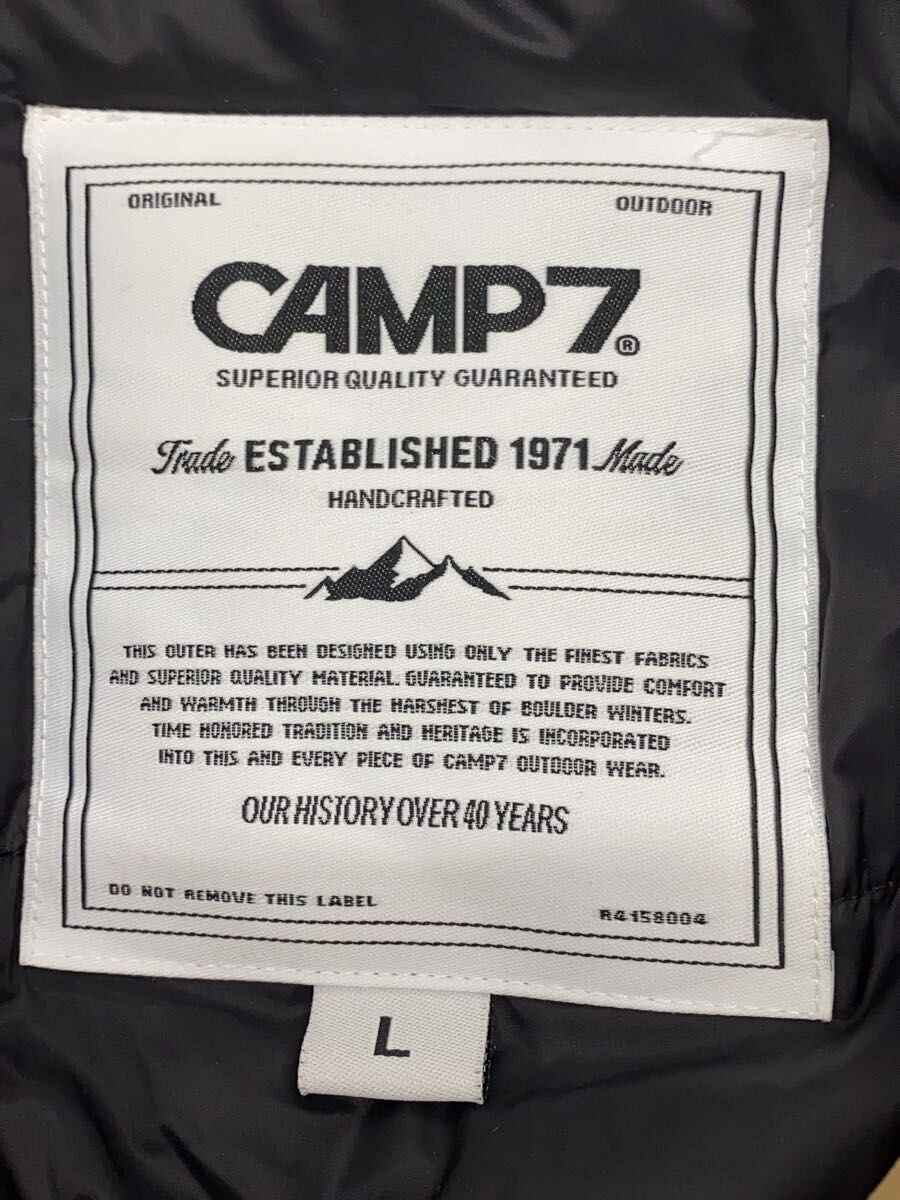 ORIGINAL OUTDOOR
CAMP7®
SUPERIOR QUALITY GUARANTEED
Trade ESTABLISHED 1971 Made
HANDCRAFTED
THIS OUTER HAS BEEN DESIGNED USING ONLY THE FINEST FABRICS
AND SUPERIOR QUALITY MATERIAL. GUARANTEED TO PROVIDE COMFORT
AND WARMTH THROUGH THE HARSHEST OF BOULDER WINTERS.
TIME HONORED TRADITION AND HERITAGE IS INCORPORATED
INTO THIS AND EVERY PIECE OF CAMP7 OUTDOOR WEAR.
OUR HISTORY OVER 40 YEARS
DO NOT REMOVE THIS LABEL
R4158004
L